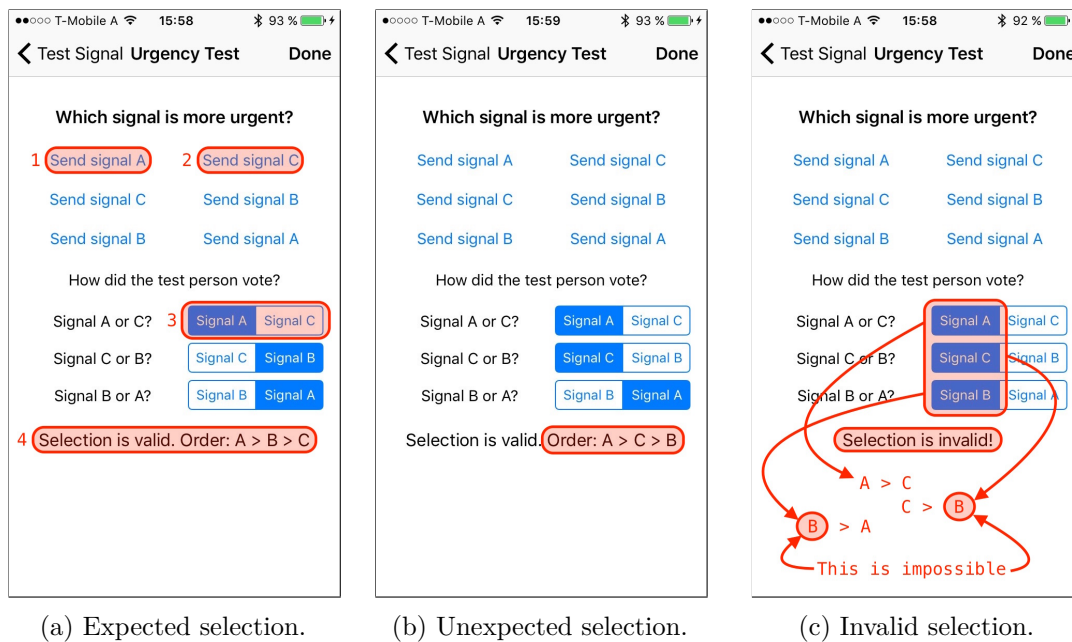 T-Mobile A 15:58 93 %
Test Signal Urgency Test Done
Which signal is more urgent?
1 Send signal A 2 Send signal C
Send signal C Send signal B
Send signal B Send signal A
How did the test person vote?
Signal A or C? 3 Signal A Signal C
Signal C or B? Signal C Signal B
Signal B or A? Signal B Signal A
4 Selection is valid. Order: A > B > C
(a) Expected selection.
T-Mobile A 15:59 93 %
Test Signal Urgency Test Done
Which signal is more urgent?
Send signal A Send signal C
Send signal C Send signal B
Send signal B Send signal A
How did the test person vote?
Signal A or C? Signal A Signal C
Signal C or B? Signal C Signal B
Signal B or A? Signal B Signal A
Selection is valid. Order: A > C > B
(b) Unexpected selection.
T-Mobile A 15:58 92 %
Test Signal Urgency Test Done
Which signal is more urgent?
Send signal A Send signal C
Send signal C Send signal B
Send signal B Send signal A
How did the test person vote?
Signal A or C? Signal A Signal C
Signal C or B? Signal C Signal B
Signal B or A? Signal B Signal A
Selection is invalid!
A > C
C > B
B > A
This is impossible
(c) Invalid selection.